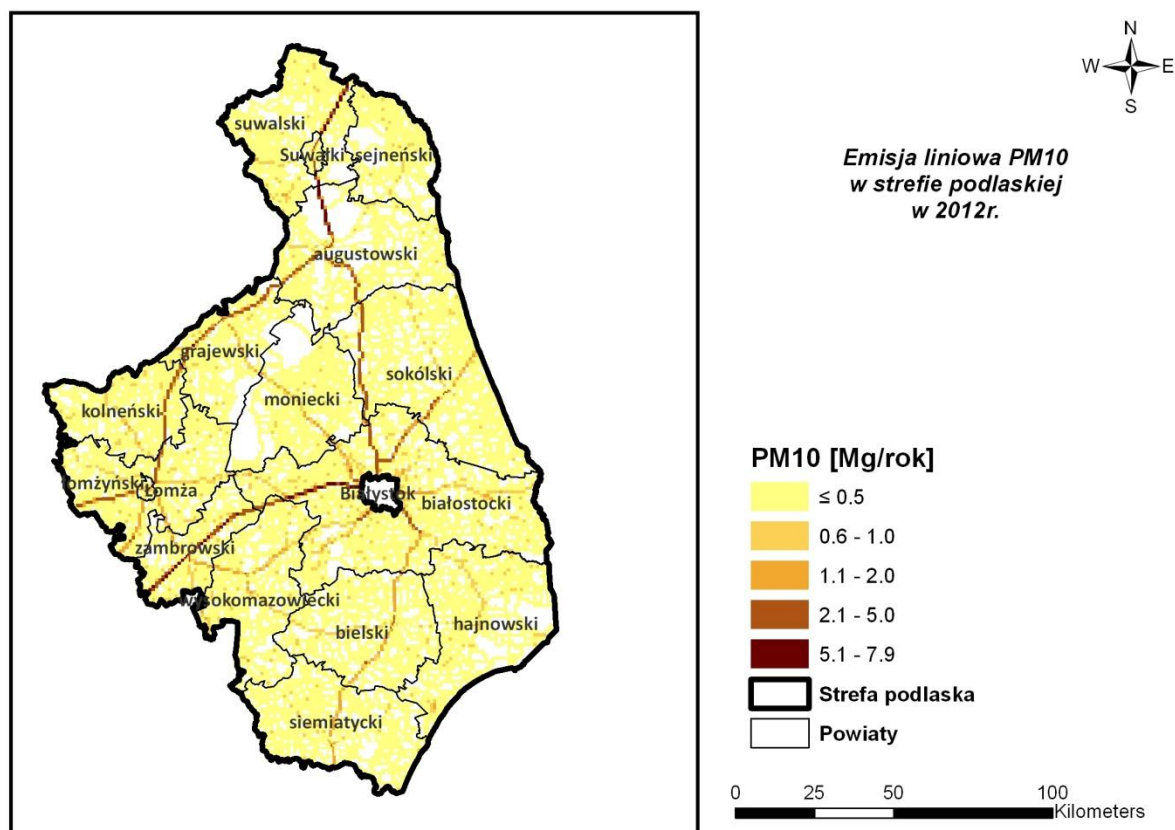 N
W E
S
Emisja liniowa PM10
w strefie podlaskiej
w 2012r.
suwalski
Suwałki
sejneński
augustowski
grajewski
sokólski
kolneński
moniecki
łomżyński
Łomża
Białystok
białostocki
zambrowski
wysokomazowiecki
bielski
hajnowski
siemiatycki
PM10 [Mg/rok]
≤ 0.5
0.6 - 1.0
1.1 - 2.0
2.1 - 5.0
5.1 - 7.9
Strefa podlaska
Powiaty
0 25 50 100
Kilometers